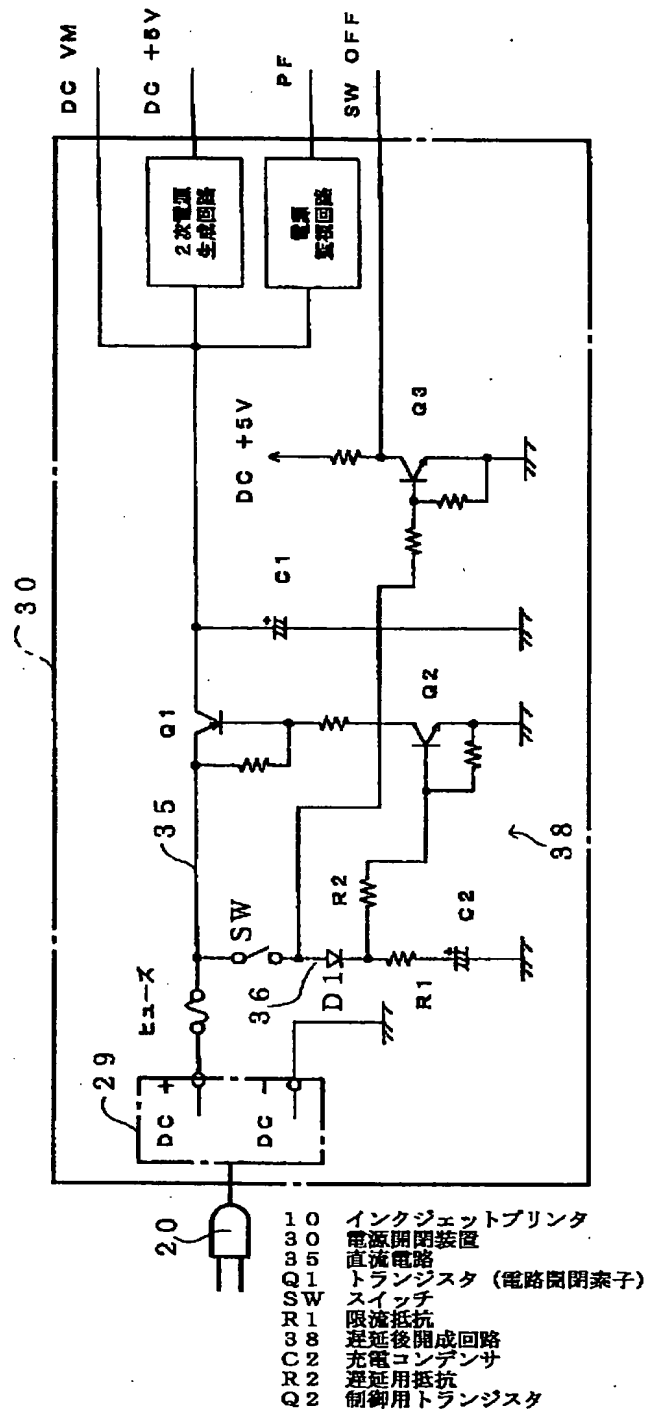 30
DC VM
DC +5V
PF
SW OFF
2次電源
生成回路
電源
監視回路
DC +5V
Q3
C1
Q1
Q2
35
SW
36
D1
R2
R1
C2
38
ヒューズ
29
DC +
DC -
20
10 インクジェットプリンタ
30 電源開閉装置
35 直流電路
Q1 トランジスタ (電路開閉素子)
SW スイッチ
R1 限流抵抗
38 遅延後開成回路
C2 充電コンデンサ
R2 遅延用抵抗
Q2 制御用トランジスタ